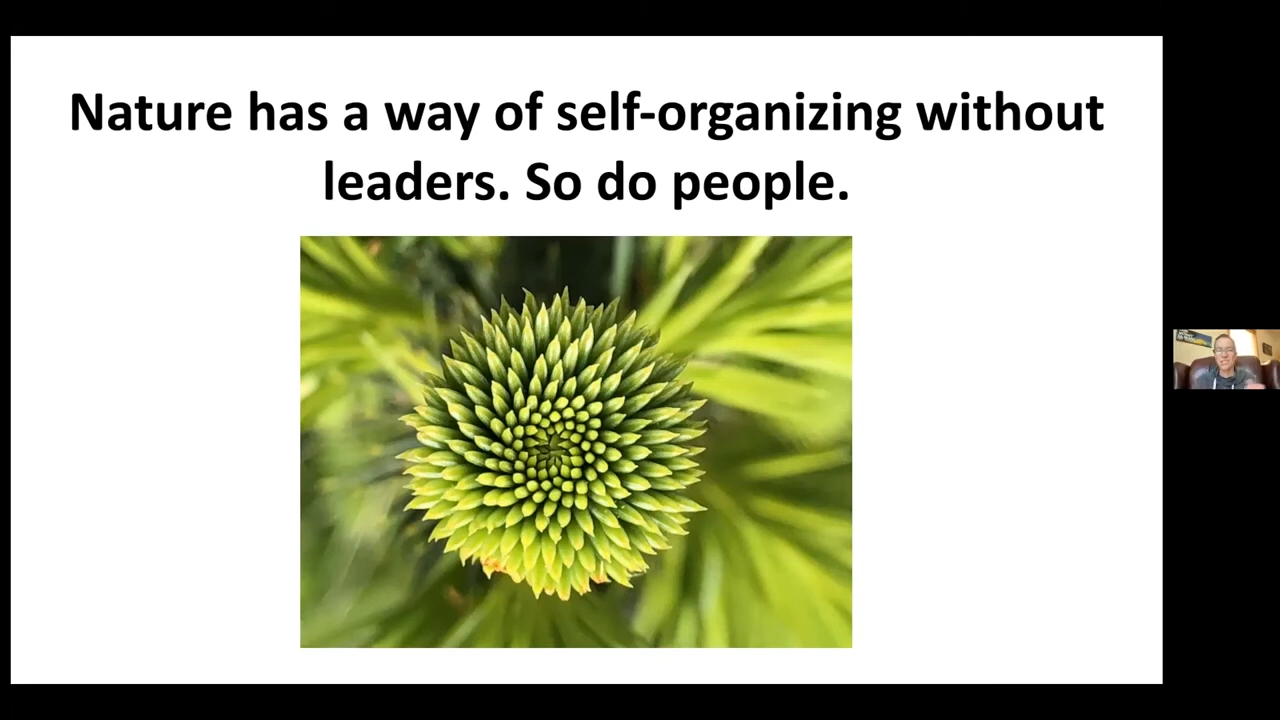 Nature has a way of self-organizing without
leaders. So do people.